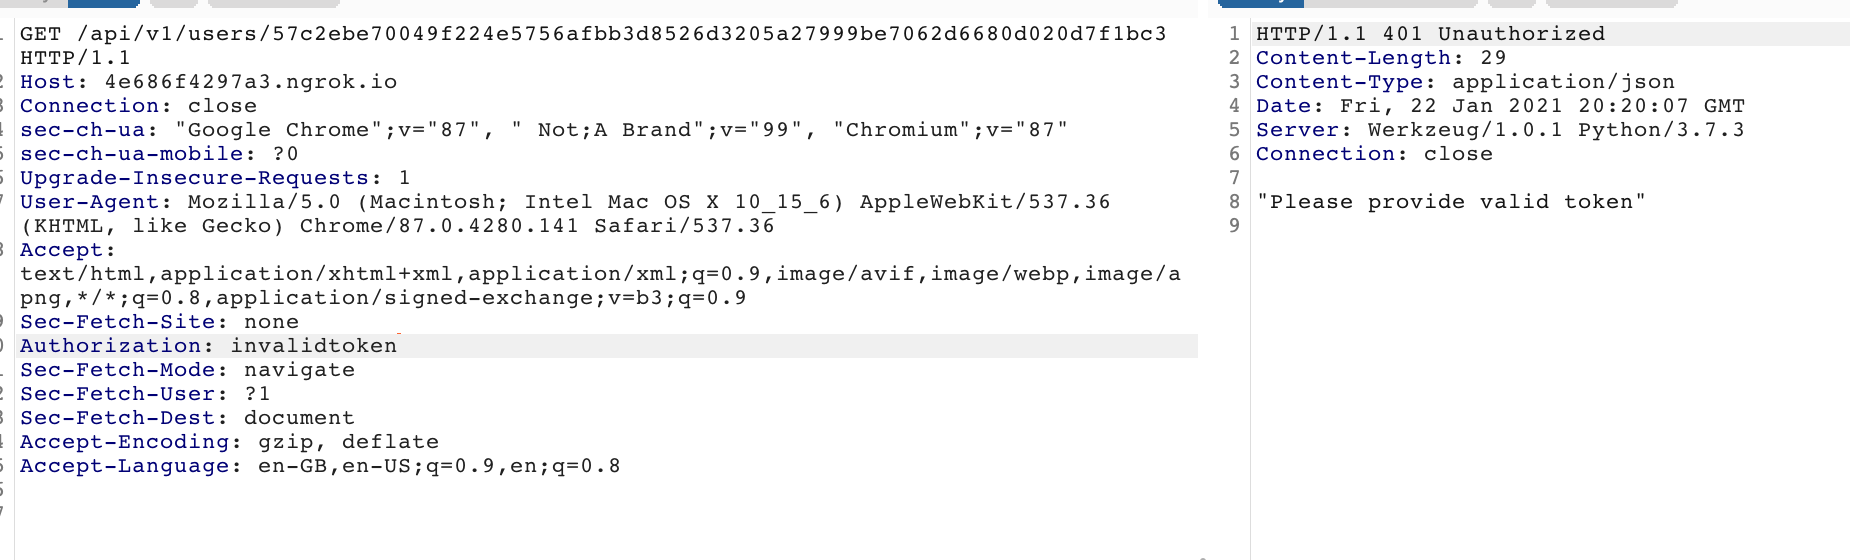 GET /api/v1/users/57c2ebe70049f224e5756afbb3d8526d3205a27999be7062d6680d020d7f1bc3
HTTP/1.1
Host: 4e686f4297a3.ngrok.io
Connection: close
sec-ch-ua: "Google Chrome";v="87", " Not;A Brand";v="99", "Chromium";v="87"
sec-ch-ua-mobile: ?0
Upgrade-Insecure-Requests: 1
User-Agent: Mozilla/5.0 (Macintosh; Intel Mac OS X 10_15_6) AppleWebKit/537.36
(KHTML, like Gecko) Chrome/87.0.4280.141 Safari/537.36
Accept:
text/html,application/xhtml+xml,application/xml;q=0.9,image/avif,image/webp,image/a
png,*/*;q=0.8,application/signed-exchange;v=b3;q=0.9
Sec-Fetch-Site: none
Authorization: invalidtoken
Sec-Fetch-Mode: navigate
Sec-Fetch-User: ?1
Sec-Fetch-Dest: document
Accept-Encoding: gzip, deflate
Accept-Language: en-GB,en-US;q=0.9,en;q=0.8
1 HTTP/1.1 401 Unauthorized
2 Content-Length: 29
3 Content-Type: application/json
4 Date: Fri, 22 Jan 2021 20:20:07 GMT
5 Server: Werkzeug/1.0.1 Python/3.7.3
6 Connection: close
7
8 "Please provide valid token"
9